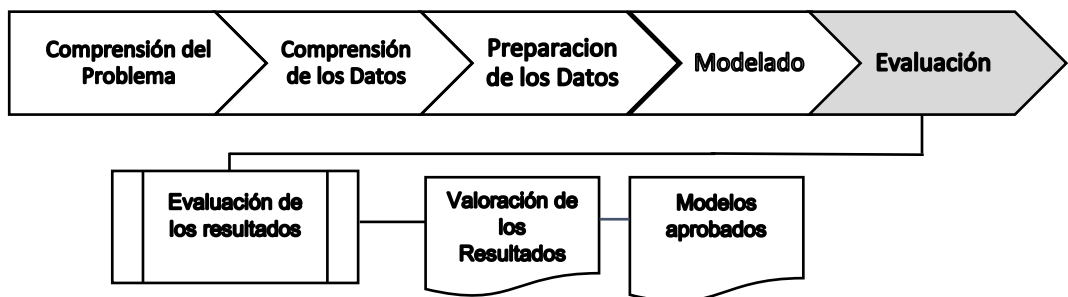 Comprensión del
Problema
Comprensión
de los Datos
Preparacion
de los Datos
Modelado
Evaluación
Evaluación de
los resultados
Valoración de
los
Resultados
Modelos
aprobados